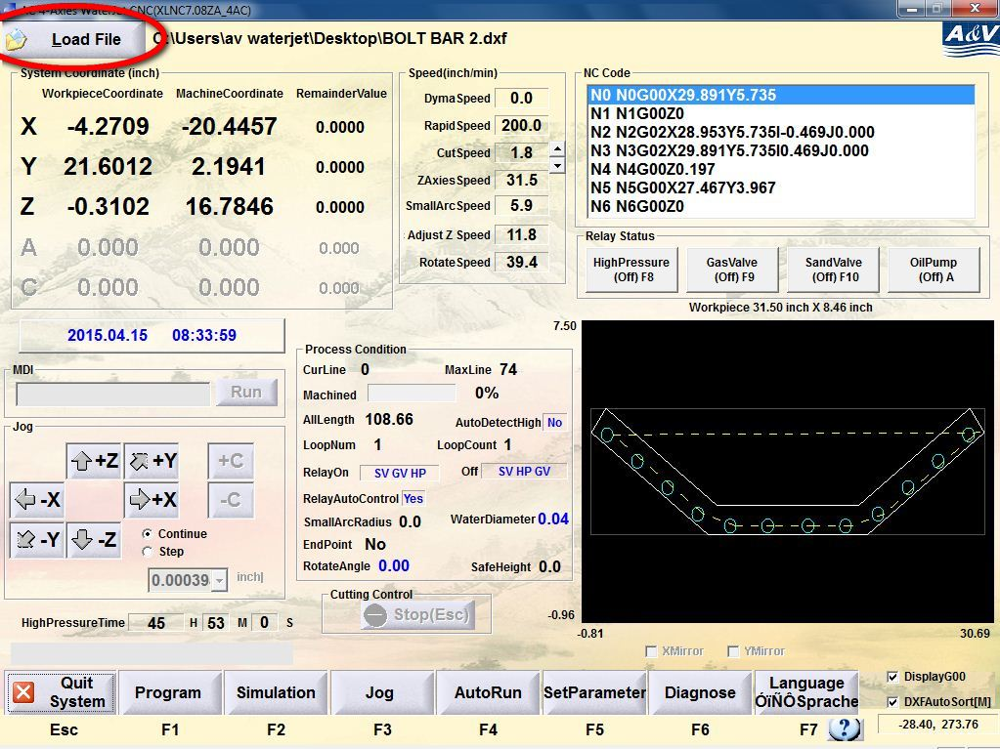 4-Axies WaterJet CNC(XLNC7.08ZA_4AC)
Load File
C:\Users\av waterjet\Desktop\BOLT BAR 2.dxf
A&V
System Coordinate (inch)
WorkpieceCoordinate MachineCoordinate RemainderValue
X -4.2709 -20.4457 0.0000
Y 21.6012 2.1941 0.0000
Z -0.3102 16.7846 0.0000
A 0.000 0.000 0.000
C 0.000 0.000 0.000
Speed(inch/min)
DymaSpeed 0.0
RapidSpeed 200.0
CutSpeed 1.8
ZAxiesSpeed 31.5
SmallArcSpeed 5.9
Adjust Z Speed 11.8
RotateSpeed 39.4
NC Code
N0 N0G00X29.891Y5.735
N1 N1G00Z0
N2 N2G02X28.953Y5.735I-0.469J0.000
N3 N3G02X29.891Y5.735I0.469J0.000
N4 N4G00Z0.197
N5 N5G00X27.467Y3.967
N6 N6G00Z0
Relay Status
HighPressure
(Off) F8
GasValve
(Off) F9
SandValve
(Off) F10
OilPump
(Off) A
Workpiece 31.50 inch X 8.46 inch
7.50
-0.96
-0.81
30.69
2015.04.15 08:33:59
MDI
Run
Jog
+Z
+Y
+C
-X
+X
-C
-Y
-Z
Continue
Step
0.00039
inch]
HighPressureTime 45 H 53 M 0 S
Process Condition
CurLine 0 MaxLine 74
Machined 0%
AllLength 108.66 AutoDetectHigh No
LoopNum 1 LoopCount 1
RelayOn SV GV HP Off SV HP GV
RelayAutoControl Yes
SmallArcRadius 0.0 WaterDiameter 0.04
EndPoint No
RotateAngle 0.00 SafeHeight 0.0
Cutting Control
Stop(Esc)
XMirror YMirror
Quit
System
Program
Simulation
Jog
AutoRun
SetParameter
Diagnose
Language
ÓïÑÔSprache
Esc F1 F2 F3 F4 F5 F6 F7 ?
DisplayG00
DXFAutoSort[M]
-28.40, 273.76